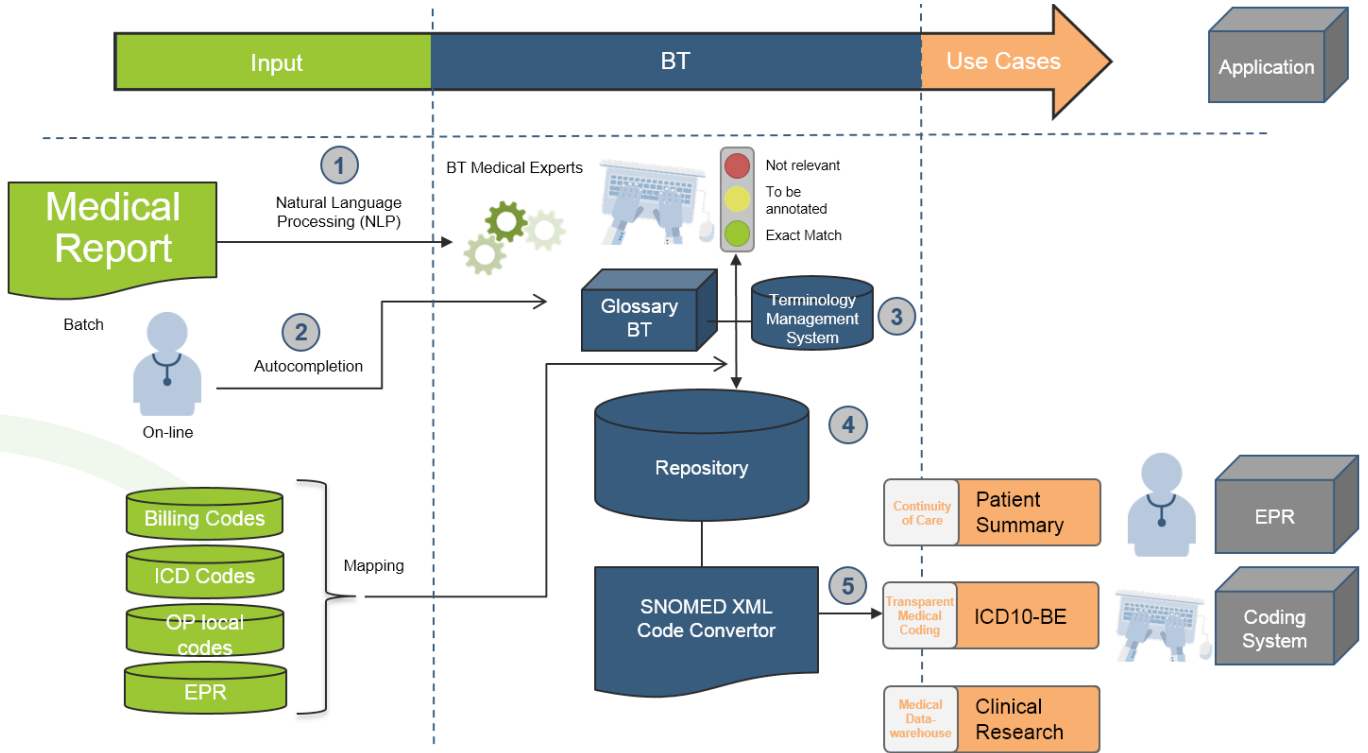 Input
BT
Use Cases
Application
1
Natural Language
Processing (NLP)
BT Medical Experts
Not relevant
To be
annotated
Exact Match
Medical
Report
Batch
2
Autocompletion
On-line
Glossary
BT
Terminology
Management
System
3
Repository
4
Billing Codes
ICD Codes
OP local
codes
EPR
Mapping
SNOMED XML
Code Convertor
5
Continuity
of Care
Patient
Summary
EPR
Transparent
Medical
Coding
ICD10-BE
Coding
System
Medical
Data-
warehouse
Clinical
Research